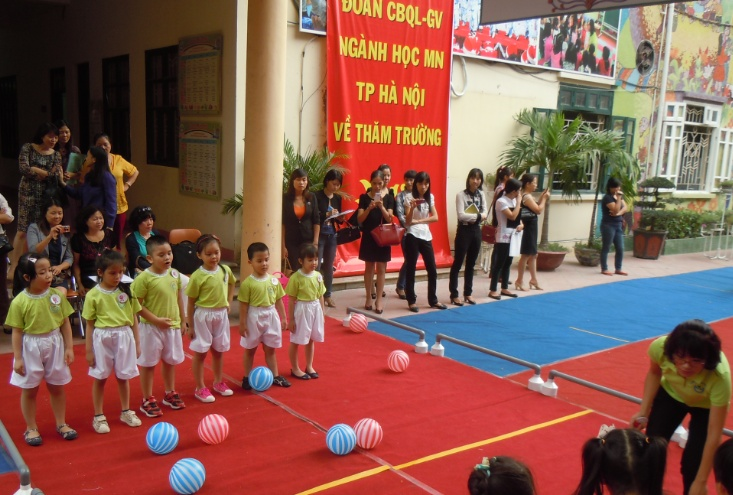 ĐOÀN CBQL-GV
NGÀNH HỌC MN
TP HÀ NỘI
VỀ THĂM TRƯỜNG